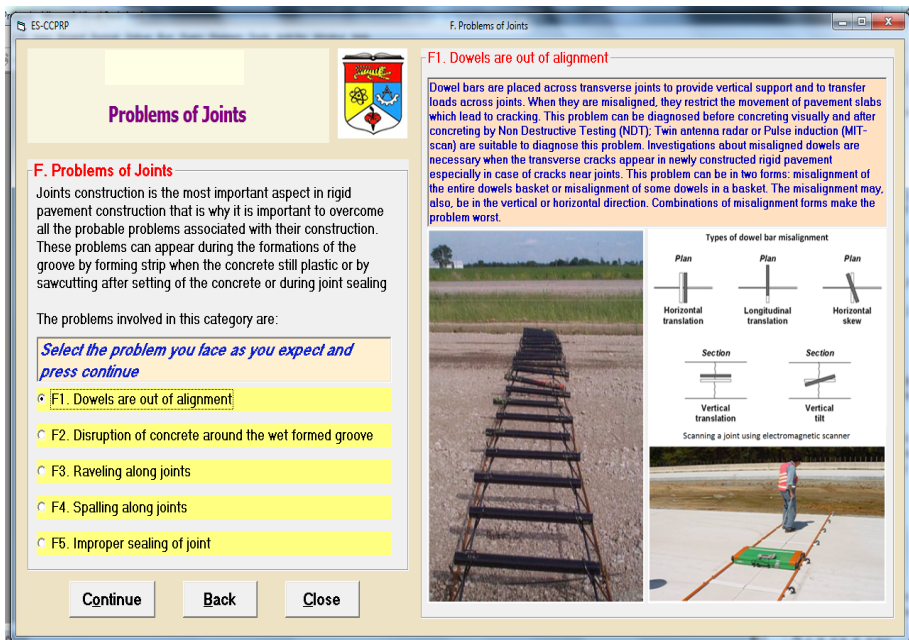 ES-CCPRP
F. Problems of Joints
Problems of Joints
F. Problems of Joints
Joints construction is the most important aspect in rigid
pavement construction that is why it is important to overcome
all the probable problems associated with their construction.
These problems can appear during the formations of the
groove by forming strip when the concrete still plastic or by
sawcutting after setting of the concrete or during joint sealing
The problems involved in this category are:
Select the problem you face as you expect and
press continue
F1. Dowels are out of alignment
F2. Disruption of concrete around the wet formed groove
F3. Raveling along joints
F4. Spalling along joints
F5. Improper sealing of joint
Continue
Back
Close
F1. Dowels are out of alignment
Dowel bars are placed across transverse joints to provide vertical support and to transfer
loads across joints. When they are misaligned, they restrict the movement of pavement slabs
which lead to cracking. This problem can be diagnosed before concreting visually and after
concreting by Non Destructive Testing (NDT); Twin antenna radar or Pulse induction (MIT-
scan) are suitable to diagnose this problem. Investigations about misaligned dowels are
necessary when the transverse cracks appear in newly constructed rigid pavement
especially in case of cracks near joints. This problem can be in two forms: misalignment of
the entire dowels basket or misalignment of some dowels in a basket. The misalignment may,
also, be in the vertical or horizontal direction. Combinations of misalignment forms make the
problem worst.
Types of dowel bar misalignment
Plan
Plan
Plan
Horizontal
translation
Longitudinal
translation
Horizontal
skew
Section
Section
Vertical
translation
Vertical
tilt
Scanning a joint using electromagnetic scanner